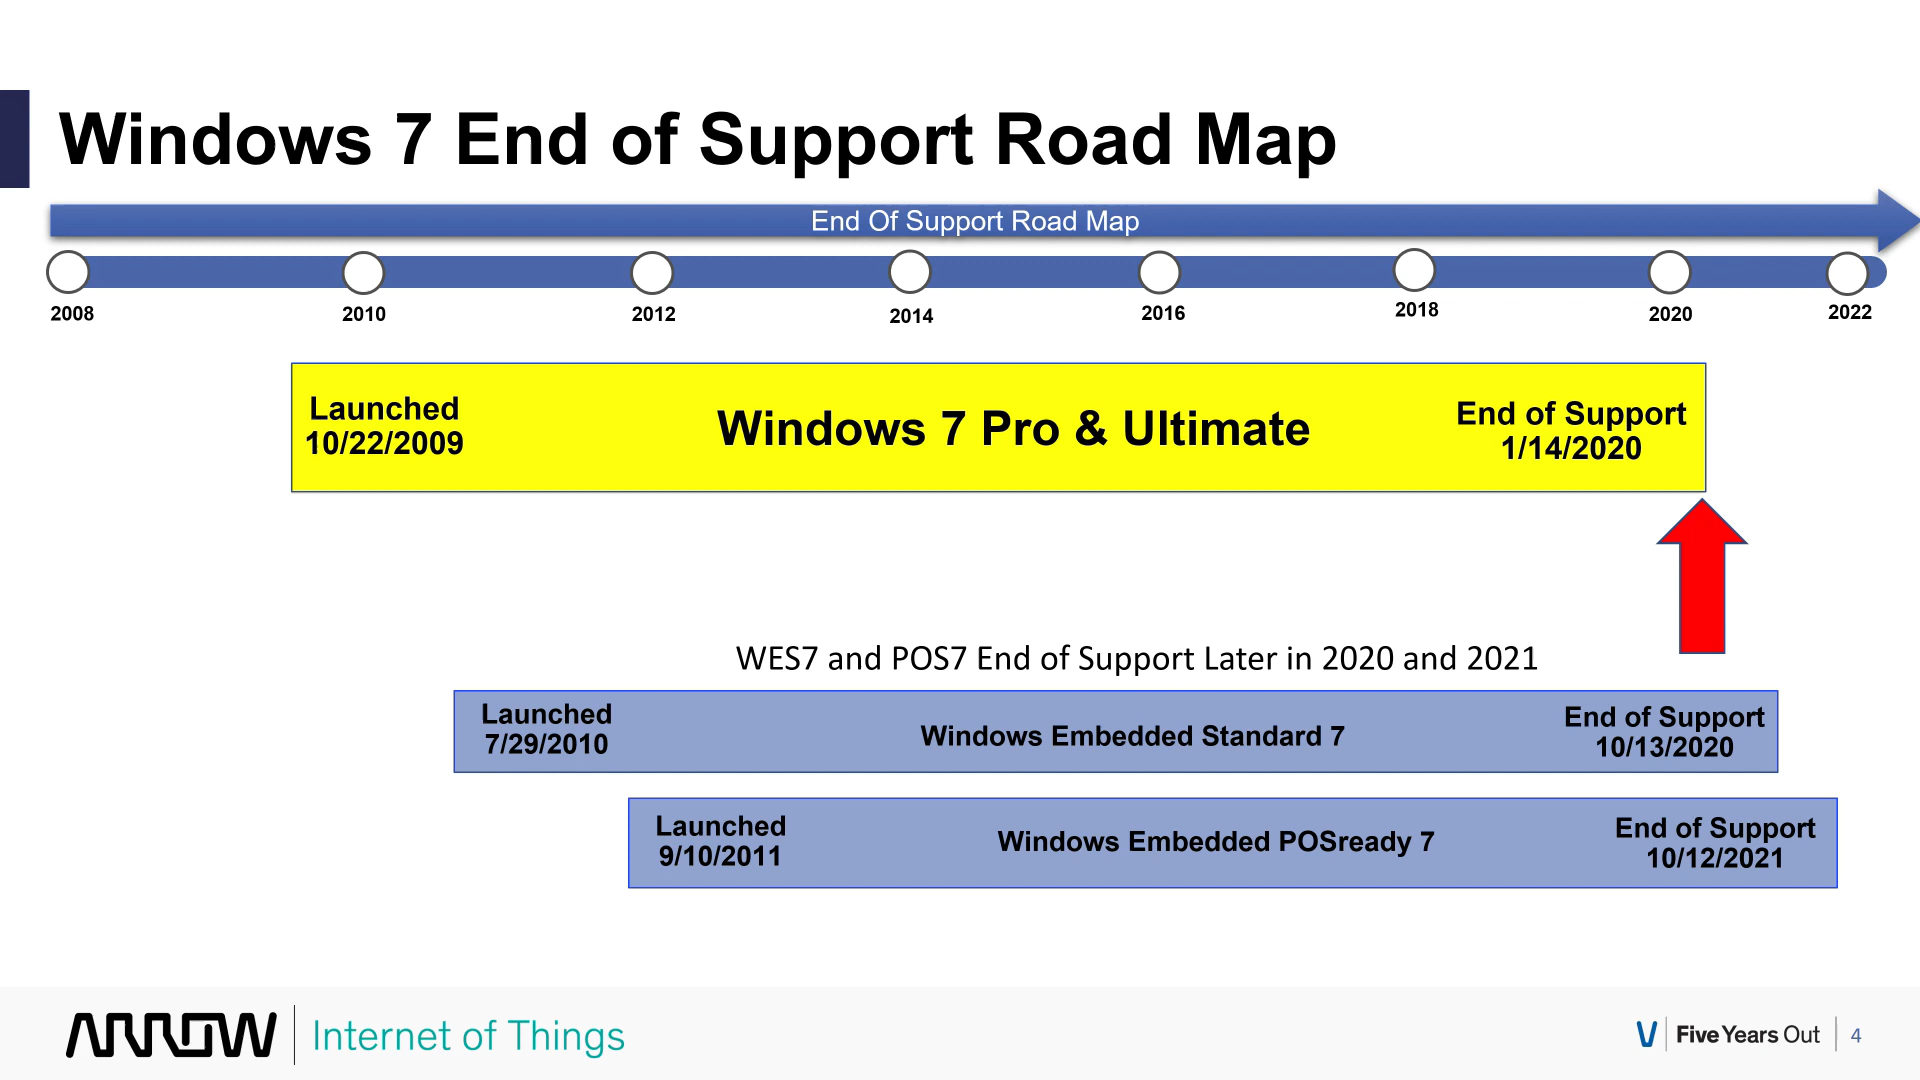 Windows 7 End of Support Road Map
End Of Support Road Map
2008 2010 2012 2014 2016 2018 2020 2022
Launched
10/22/2009
Windows 7 Pro & Ultimate
End of Support
1/14/2020
WES7 and POS7 End of Support Later in 2020 and 2021
Launched
7/29/2010
Windows Embedded Standard 7
End of Support
10/13/2020
Launched
9/10/2011
Windows Embedded POSready 7
End of Support
10/12/2021
ARROW Internet of Things
Five Years Out 4